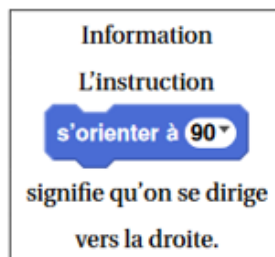 Information
L'instruction
s'orienter à 90
signifie qu'on se dirige
vers la droite.